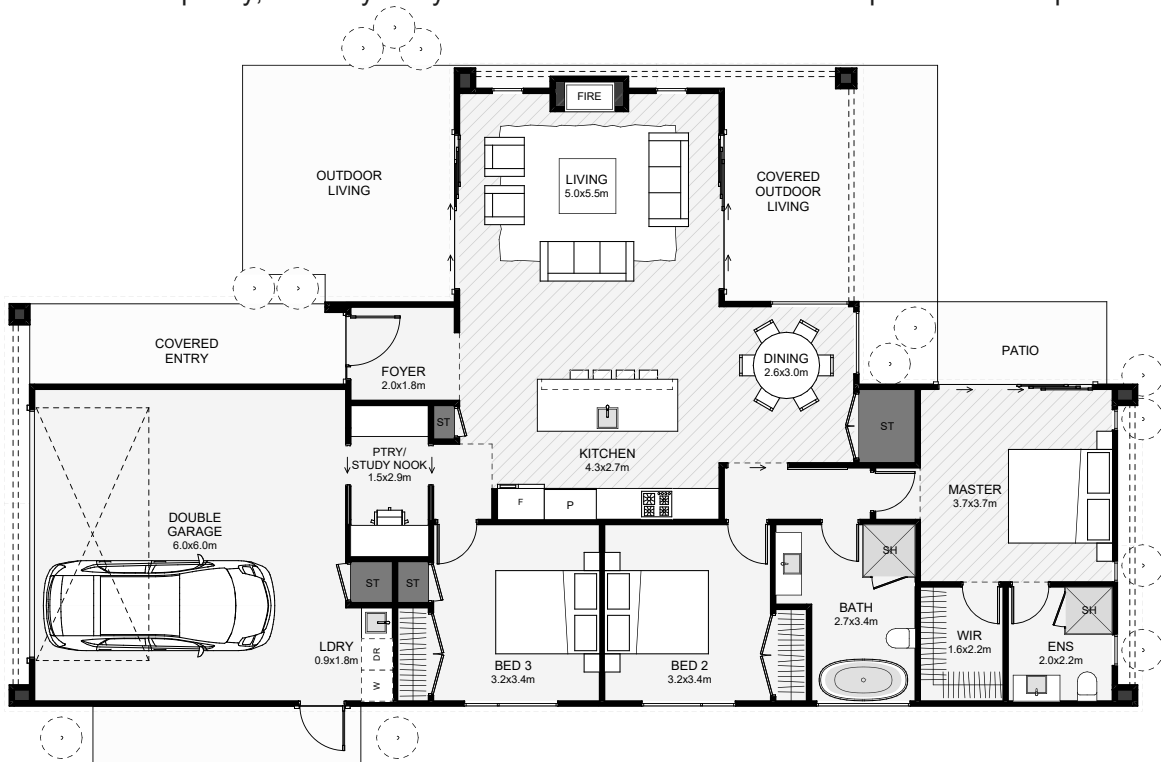 FIRE
OUTDOOR
LIVING
LIVING
5.0x5.5m
COVERED
OUTDOOR
LIVING
COVERED
ENTRY
FOYER
2.0x1.8m
DINING
2.6x3.0m
PATIO
ST
ST
PTRY/
STUDY NOOK
1.5x2.9m
KITCHEN
4.3x2.7m
F
P
MASTER
3.7x3.7m
DOUBLE
GARAGE
6.0x6.0m
SH
ST
ST
BATH
2.7x3.4m
SH
LDRY
0.9x1.8m
DR
W
BED 3
3.2x3.4m
BED 2
3.2x3.4m
WIR
1.6x2.2m
ENS
2.0x2.2m